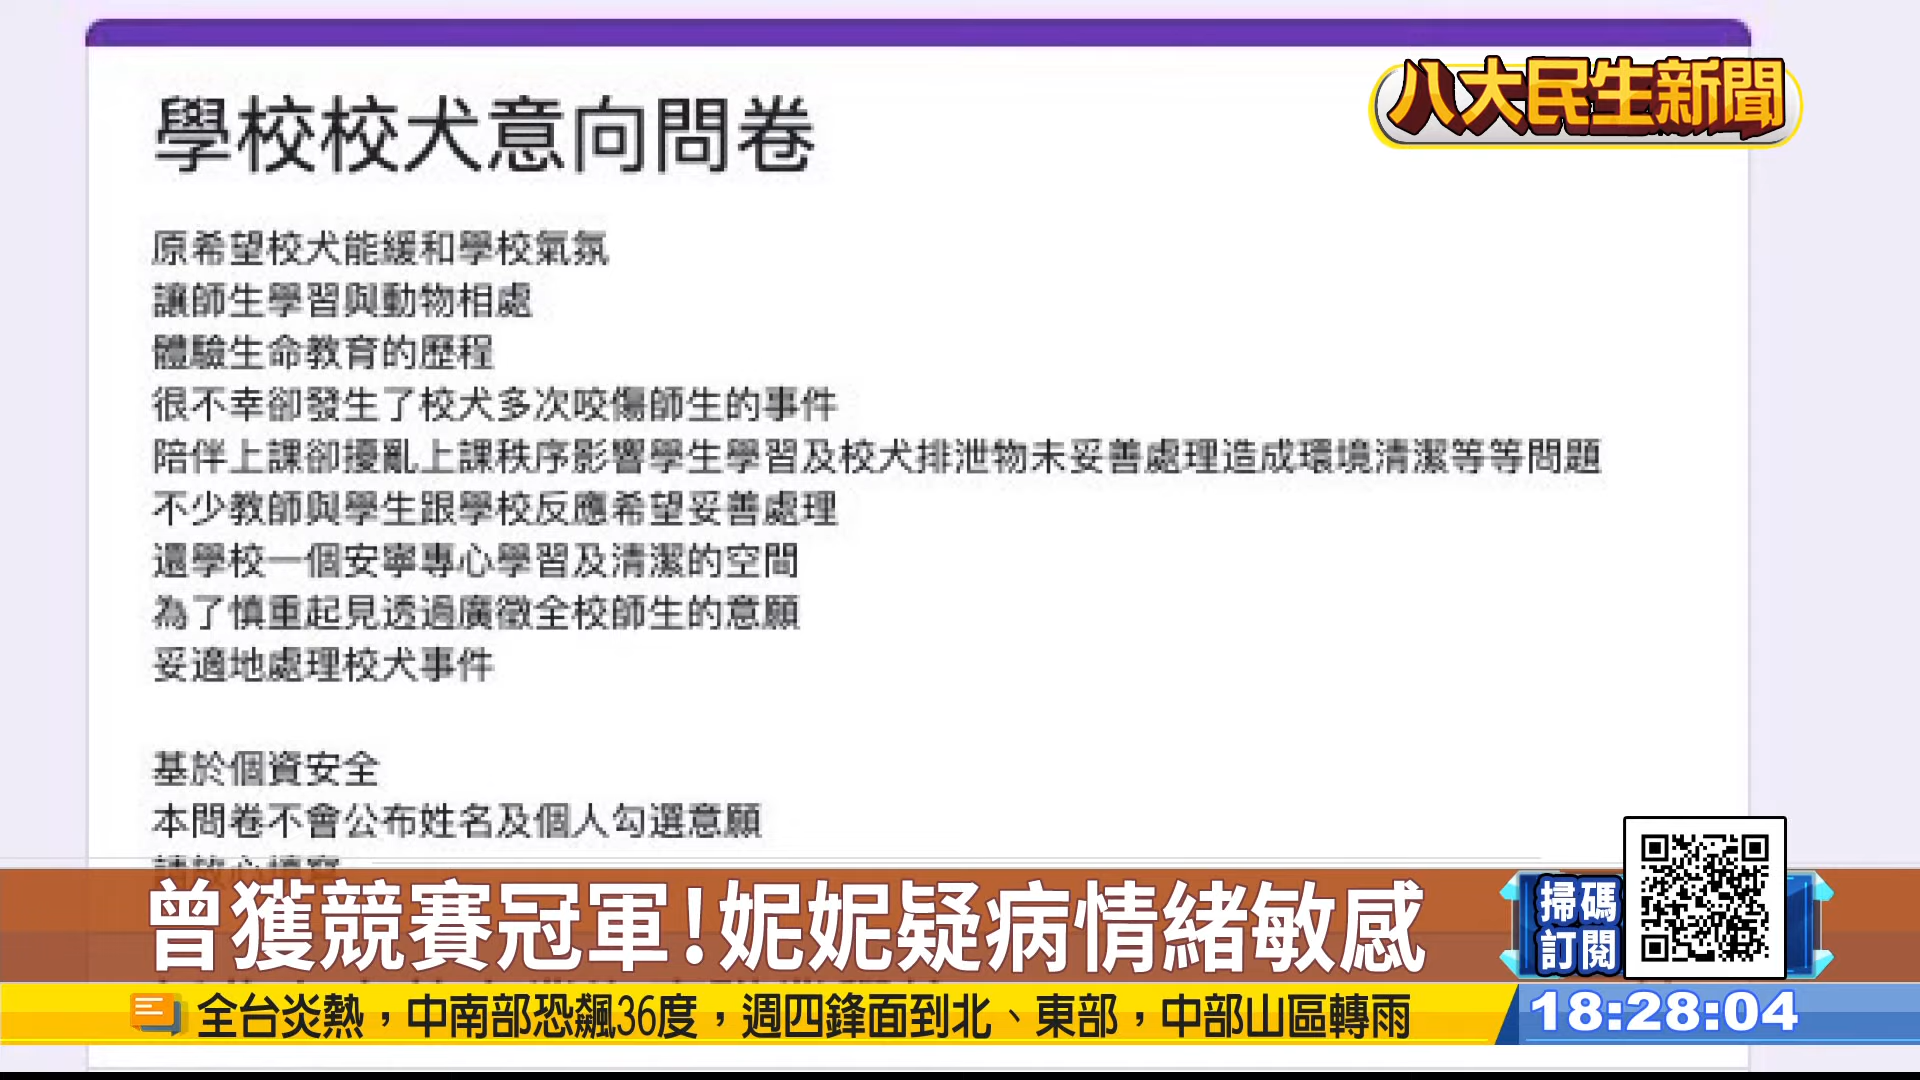 八大民生新聞
學校校犬意向問卷
原希望校犬能緩和學校氣氛
讓師生學習與動物相處
體驗生命教育的歷程
很不幸卻發生了校犬多次咬傷師生的事件
陪伴上課卻擾亂上課秩序影響學生學習及校犬排泄物未妥善處理造成環境清潔等等問題
不少教師與學生跟學校反應希望妥善處理
還學校一個安寧專心學習及清潔的空間
為了慎重起見透過廣徵全校師生的意願
妥適地處理校犬事件
基於個資安全
本問卷不會公布姓名及個人勾選意願
曾獲競賽冠軍!妮妮疑病情緒敏感
掃碼
訂閱
全台炎熱，中南部恐飆36度，週四鋒面到北、東部，中部山區轉雨
18:28:04